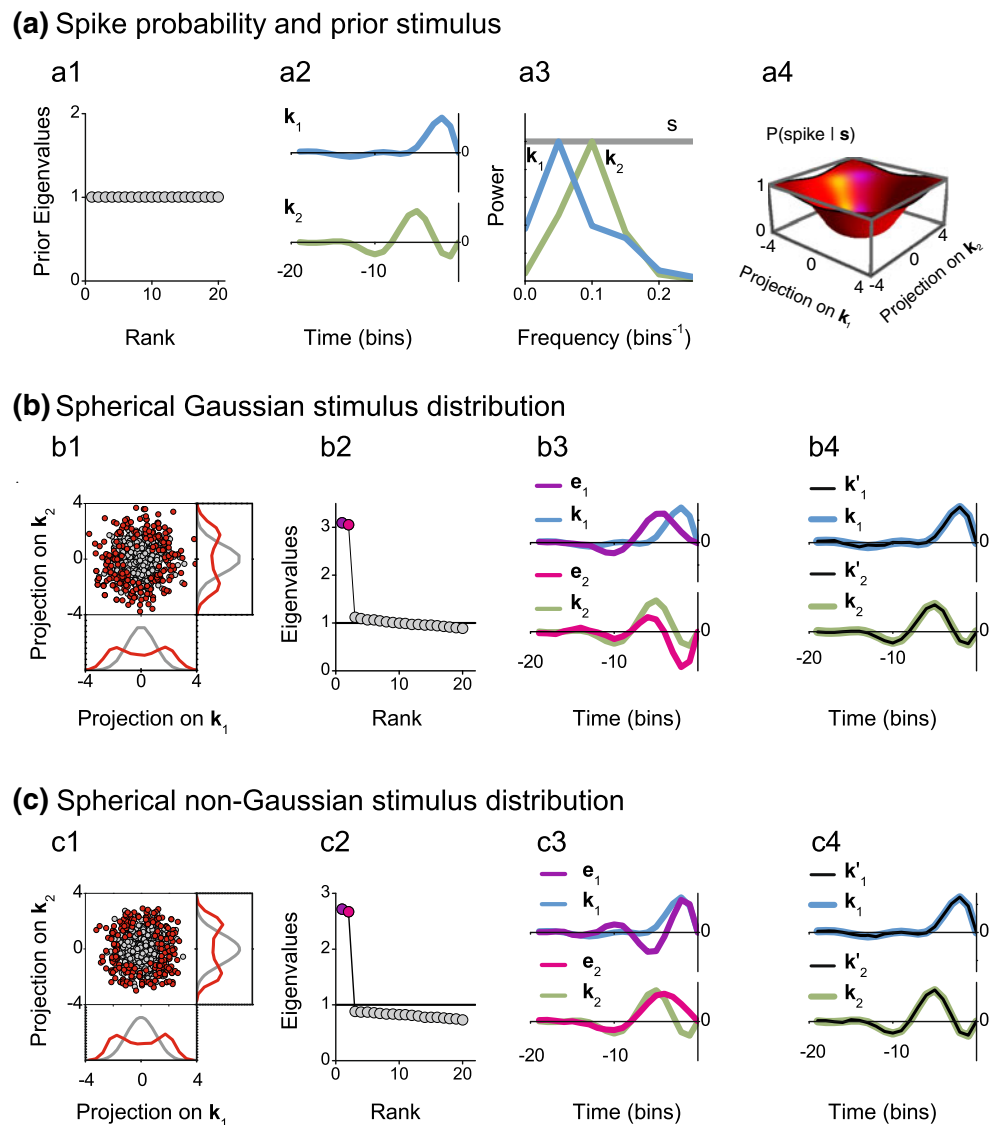 (a) Spike probability and prior stimulus
a1 a2 a3 a4
2
1
0
Prior Eigenvalues
0 10 20
Rank
k1
0
k2
0
-20 -10
Time (bins)
s
k1 k2
Power
0.0 0.1 0.2
Frequency (bins-1)
P(spike | s)
1
0
-4
0
4
-4
0
4
Projection on k1
Projection on k2
(b) Spherical Gaussian stimulus distribution
b1 b2 b3 b4
4
0
-4
Projection on k2
-4 0 4
Projection on k1
3
2
1
0
Eigenvalues
0 10 20
Rank
e1
k1
0
e2
k2
0
-20 -10
Time (bins)
k'1
k1
0
k'2
k2
0
-20 -10
Time (bins)
(c) Spherical non-Gaussian stimulus distribution
c1 c2 c3 c4
4
0
-4
Projection on k2
-4 0 4
Projection on k1
3
2
1
0
Eigenvalues
0 10 20
Rank
e1
k1
0
e2
k2
0
-20 -10
Time (bins)
k'1
k1
0
k'2
k2
0
-20 -10
Time (bins)